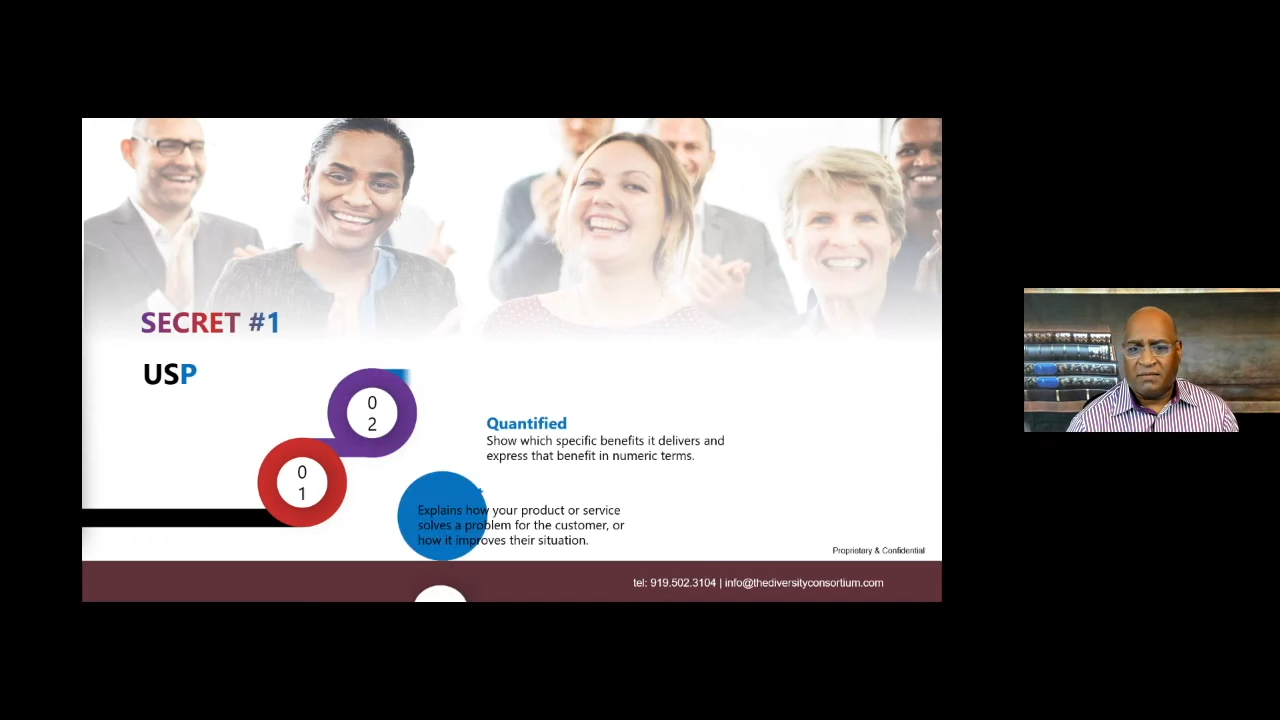 SECRET #1
USP
0
2
Quantified
Show which specific benefits it delivers and
express that benefit in numeric terms.
0
1
Explains how your product or service
solves a problem for the customer, or
how it improves their situation.
Proprietary & Confidential
tel: 919.502.3104 | info@thediversityconsortium.com